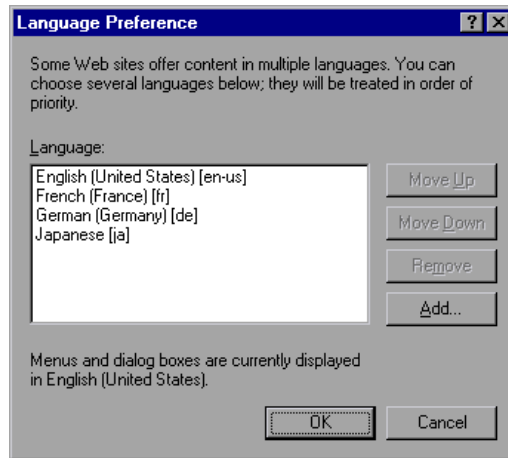 Language Preference
Some Web sites offer content in multiple languages. You can
choose several languages below; they will be treated in order of
priority.
Language:
English (United States) [en-us]
French (France) [fr]
German (Germany) [de]
Japanese [ja]
Move Up
Move Down
Remove
Add...
Menus and dialog boxes are currently displayed
in English (United States).
OK
Cancel